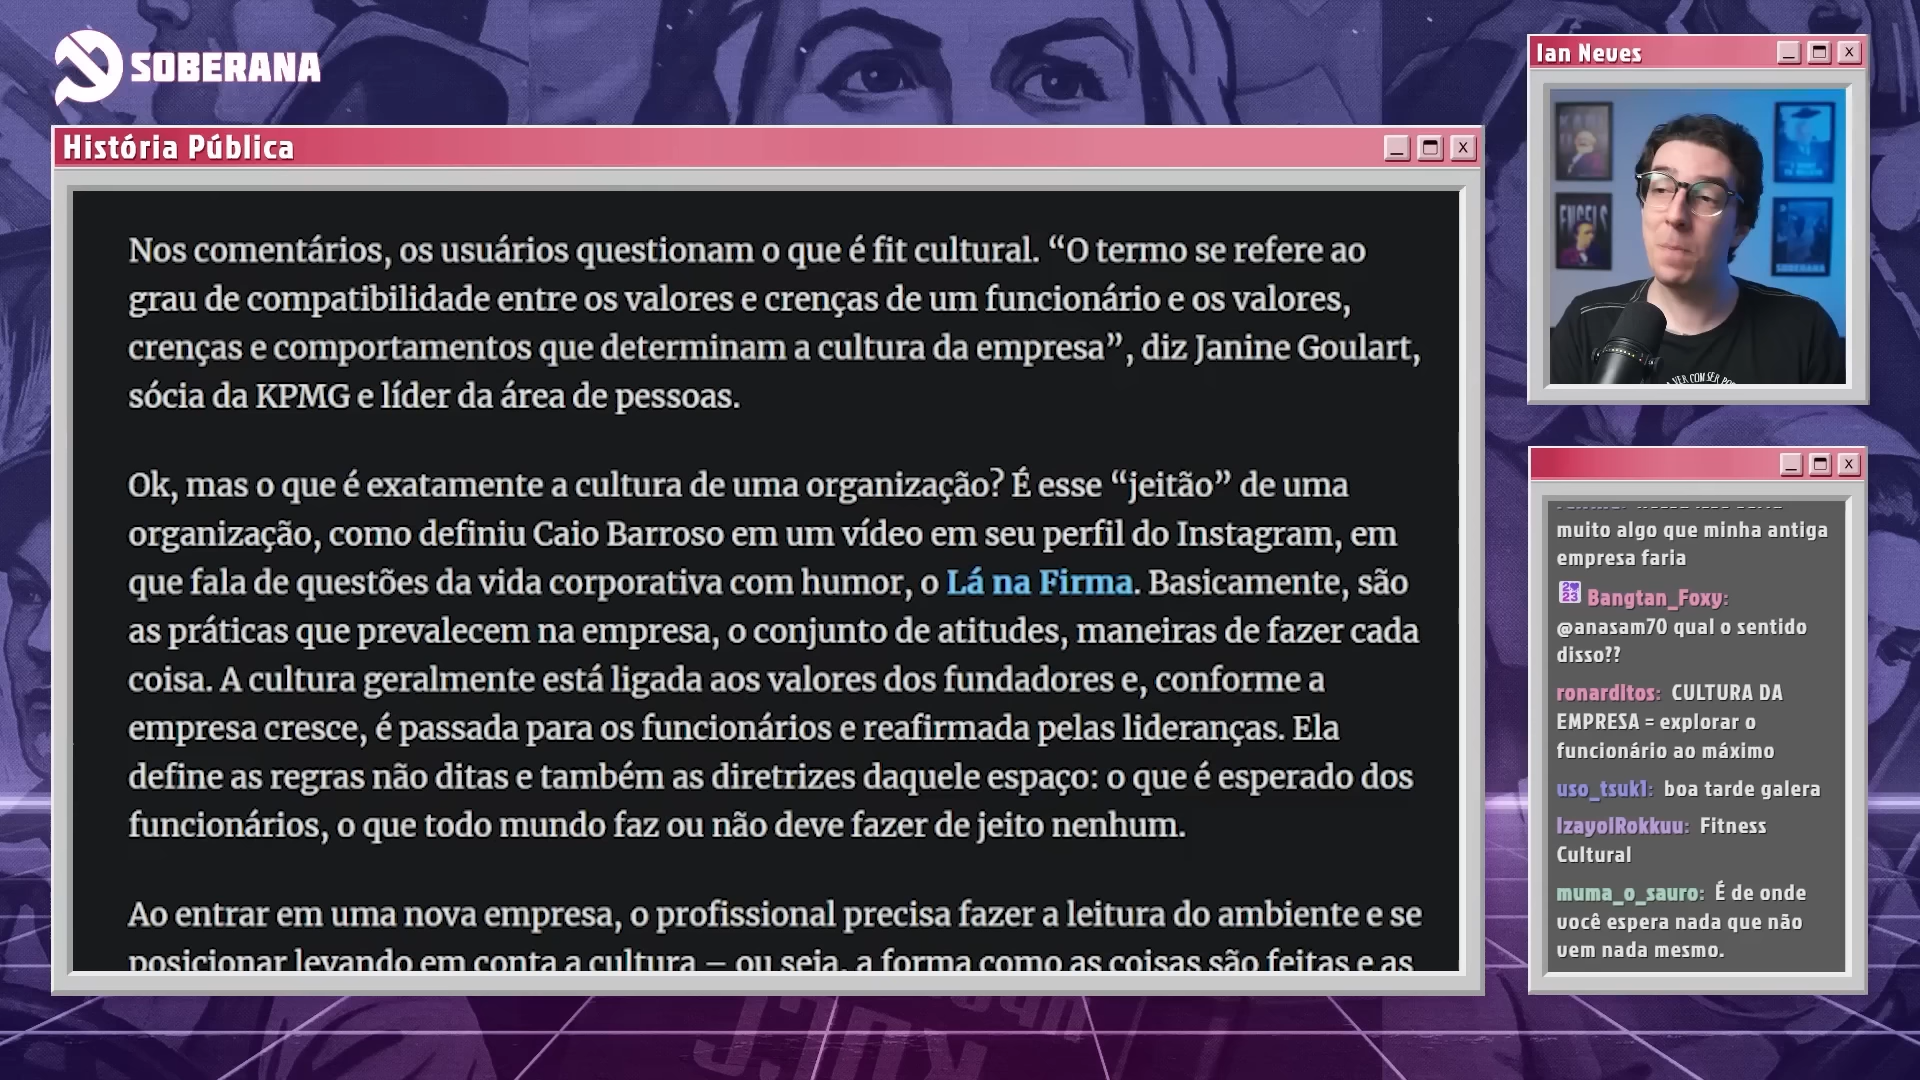 SOBERANA
História Pública
Nos comentários, os usuários questionam o que é fit cultural. “O termo se refere ao
grau de compatibilidade entre os valores e crenças de um funcionário e os valores,
crenças e comportamentos que determinam a cultura da empresa”, diz Janine Goulart,
sócia da KPMG e líder da área de pessoas.
Ok, mas o que é exatamente a cultura de uma organização? É esse “jeitão” de uma
organização, como definiu Caio Barroso em um vídeo em seu perfil do Instagram, em
que fala de questões da vida corporativa com humor, o Lá na Firma. Basicamente, são
as práticas que prevalecem na empresa, o conjunto de atitudes, maneiras de fazer cada
coisa. A cultura geralmente está ligada aos valores dos fundadores e, conforme a
empresa cresce, é passada para os funcionários e reafirmada pelas lideranças. Ela
define as regras não ditas e também as diretrizes daquele espaço: o que é esperado dos
funcionários, o que todo mundo faz ou não deve fazer de jeito nenhum.
Ao entrar em uma nova empresa, o profissional precisa fazer a leitura do ambiente e se
posicionar levando em conta a cultura – ou seja, a forma como as coisas são feitas e as
Ian Neves
ENGELS
SOBERANA
VER COM SER
muito algo que minha antiga
empresa faria
Bangtan_Foxy:
@anasam70 qual o sentido
disso??
ronarditos: CULTURA DA
EMPRESA = explorar o
funcionário ao máximo
uso_tsuk1: boa tarde galera
IzayoiRokkuu: Fitness
Cultural
muma_o_sauro: É de onde
você espera nada que não
vem nada mesmo.